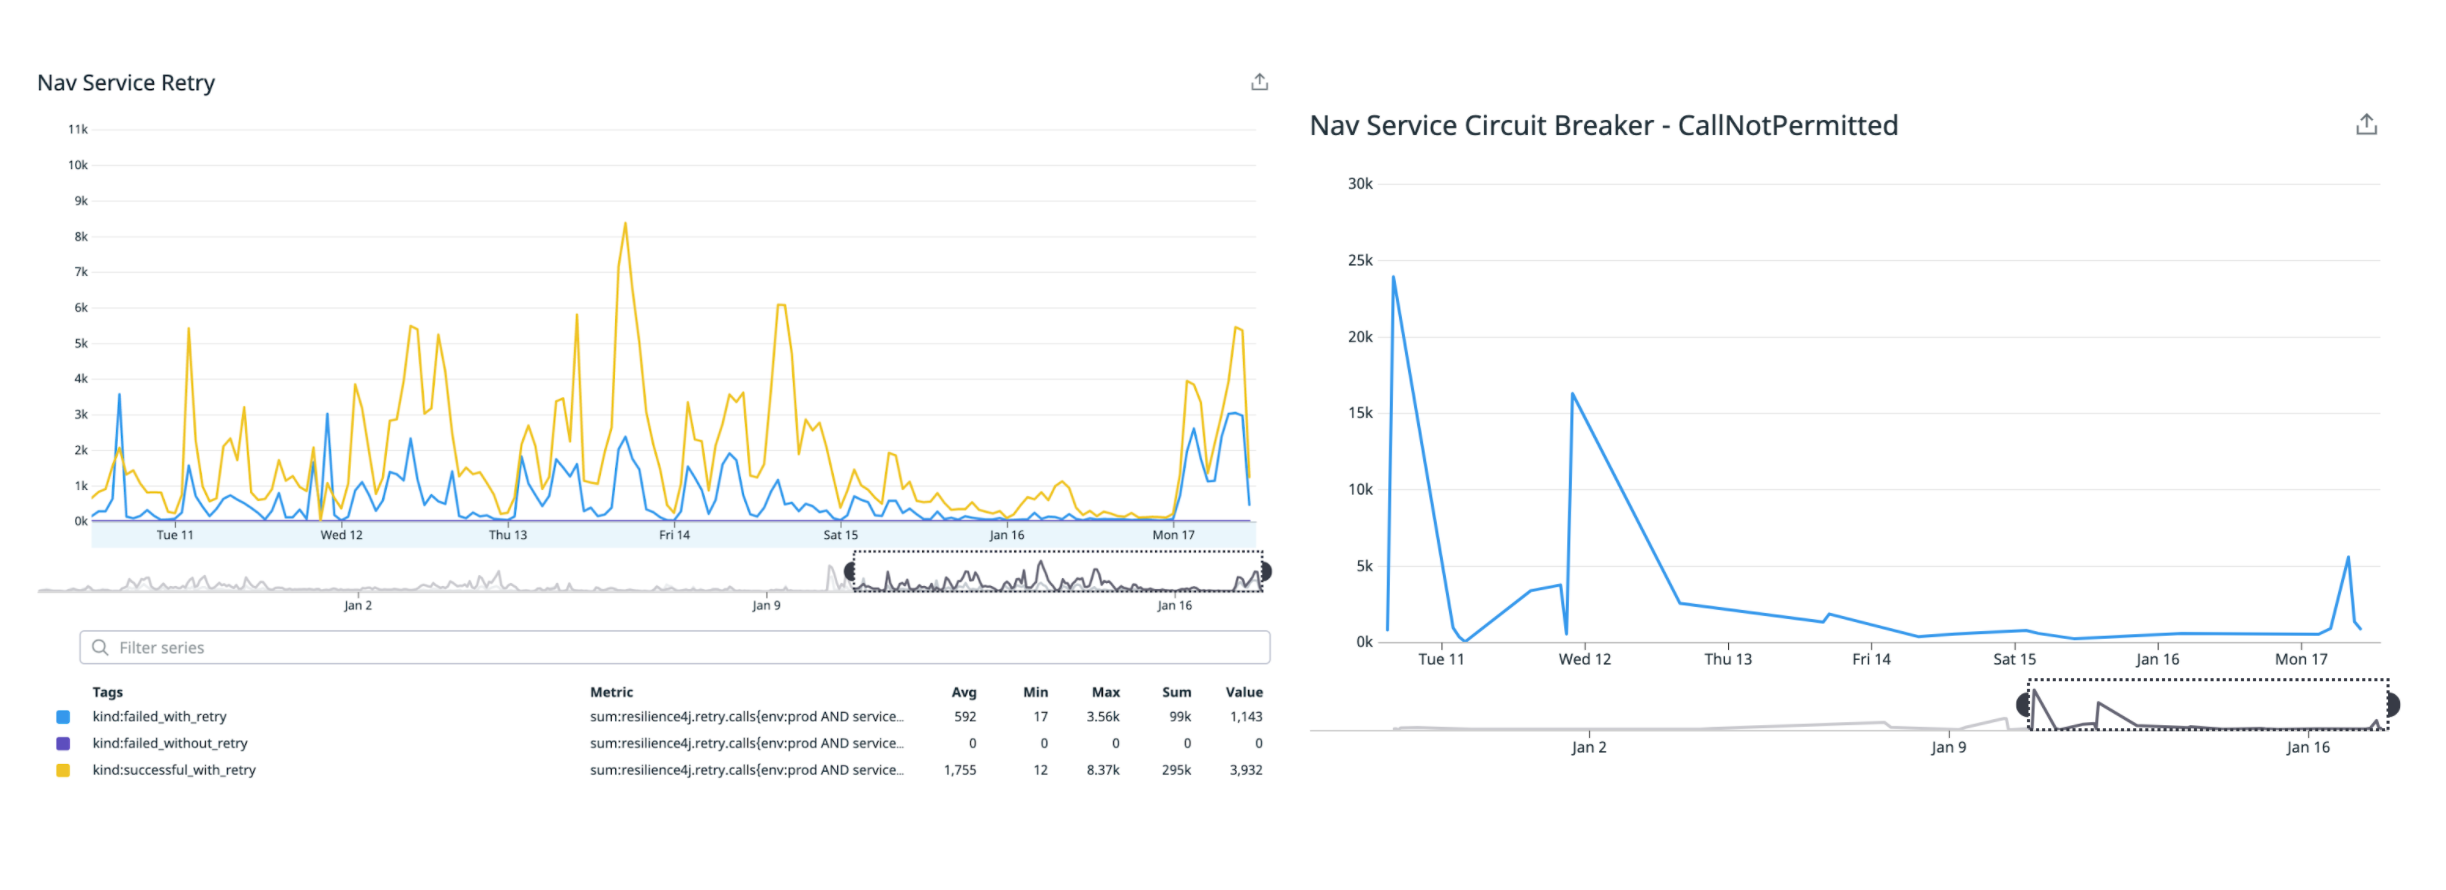 Nav Service Retry
11k
10k
9k
8k
7k
6k
5k
4k
3k
2k
1k
0k
Tue 11 Wed 12 Thu 13 Fri 14 Sat 15 Jan 16 Mon 17
Jan 2 Jan 9 Jan 16
Filter series
Tags Metric Avg Min Max Sum Value
kind:failed_with_retry sum:resilience4j.retry.calls{env:prod AND service... 592 17 3.56k 99k 1,143
kind:failed_without_retry sum:resilience4j.retry.calls{env:prod AND service... 0 0 0 0 0
kind:successful_with_retry sum:resilience4j.retry.calls{env:prod AND service... 1,755 12 8.37k 295k 3,932
Nav Service Circuit Breaker - CallNotPermitted
30k
25k
20k
15k
10k
5k
0k
Tue 11 Wed 12 Thu 13 Fri 14 Sat 15 Jan 16 Mon 17
Jan 2 Jan 9 Jan 16